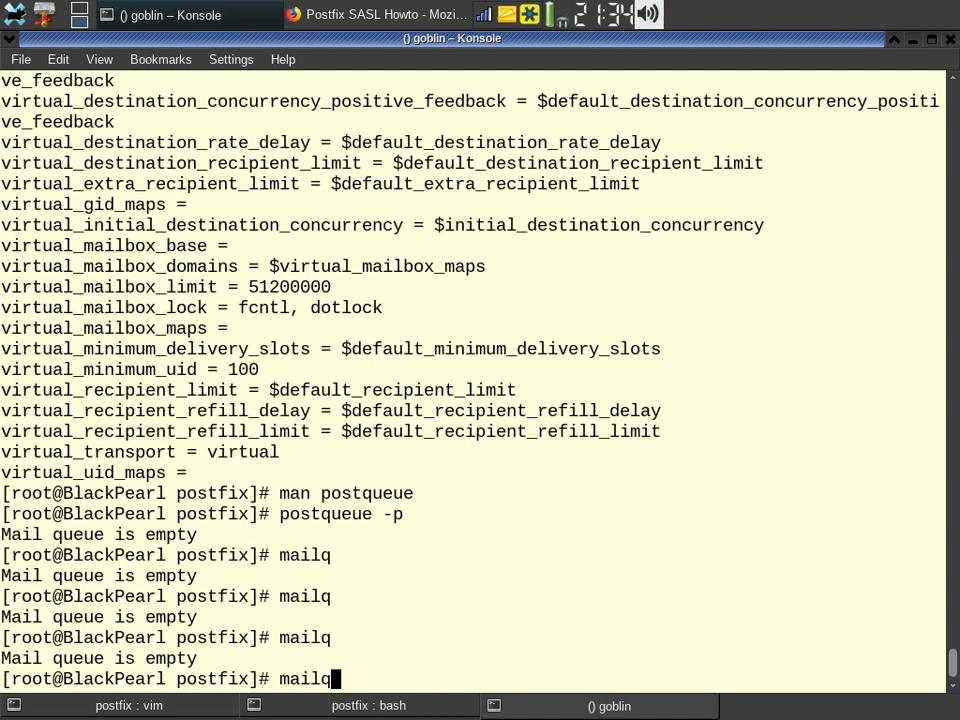 () goblin – Konsole
Postfix SASL Howto - Mozi...
21:34
() goblin – Konsole
File Edit View Bookmarks Settings Help
ve_feedback
virtual_destination_concurrency_positive_feedback = $default_destination_concurrency_positi
ve_feedback
virtual_destination_rate_delay = $default_destination_rate_delay
virtual_destination_recipient_limit = $default_destination_recipient_limit
virtual_extra_recipient_limit = $default_extra_recipient_limit
virtual_gid_maps =
virtual_initial_destination_concurrency = $initial_destination_concurrency
virtual_mailbox_base =
virtual_mailbox_domains = $virtual_mailbox_maps
virtual_mailbox_limit = 51200000
virtual_mailbox_lock = fcntl, dotlock
virtual_mailbox_maps =
virtual_minimum_delivery_slots = $default_minimum_delivery_slots
virtual_minimum_uid = 100
virtual_recipient_limit = $default_recipient_limit
virtual_recipient_refill_delay = $default_recipient_refill_delay
virtual_recipient_refill_limit = $default_recipient_refill_limit
virtual_transport = virtual
virtual_uid_maps =
[root@BlackPearl postfix]# man postqueue
[root@BlackPearl postfix]# postqueue -p
Mail queue is empty
[root@BlackPearl postfix]# mailq
Mail queue is empty
[root@BlackPearl postfix]# mailq
Mail queue is empty
[root@BlackPearl postfix]# mailq
Mail queue is empty
[root@BlackPearl postfix]# mailq
postfix : vim
postfix : bash
() goblin